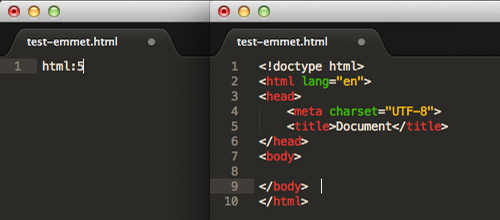 test-emmet.html
1 html:5
test-emmet.html
1 <!doctype html>
2 <html lang="en">
3 <head>
4     <meta charset="UTF-8">
5     <title>Document</title>
6 </head>
7 <body>
8
9 </body>
10 </html>